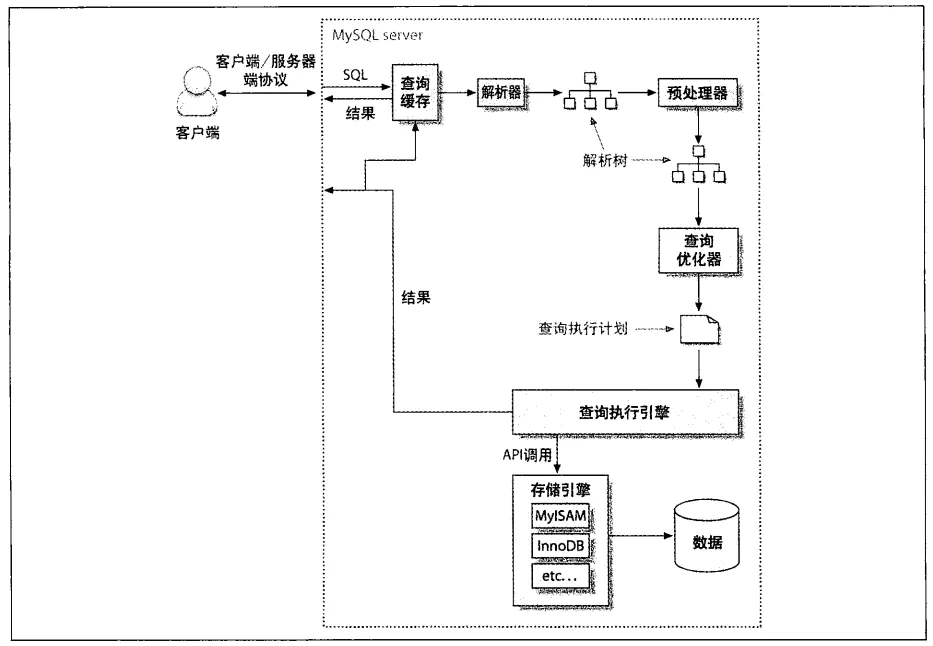 MySQL server
客户端/服务器
端协议
客户端
SQL
结果
查询
缓存
解析器
预处理器
解析树
查询
优化器
结果
查询执行计划
查询执行引擎
API调用
存储引擎
MyISAM
InnoDB
etc...
数据